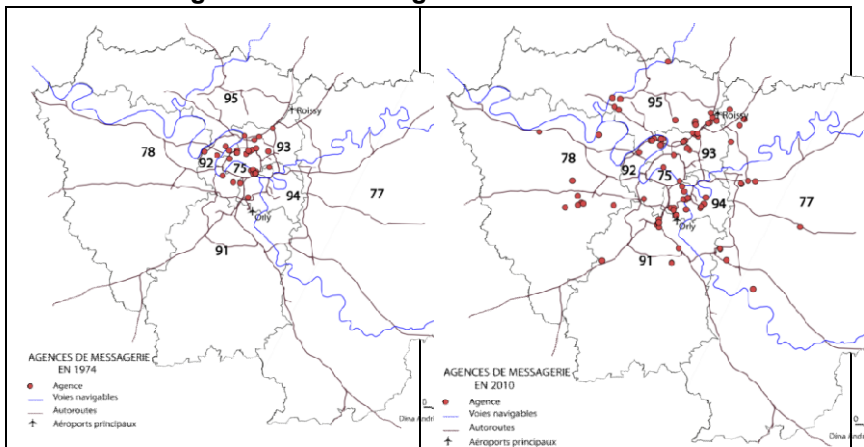 95
Roissy
78
92
93
75
94
77
Orly
91
AGENCES DE MESSAGERIE
EN 1974
Agence
Voies navigables
Autoroutes
Aéroports principaux
0
95
Roissy
78
92
93
75
94
77
Orly
91
AGENCES DE MESSAGERIE
EN 2010
Agence
Voies navigables
Autoroutes
Aéroports principaux
0